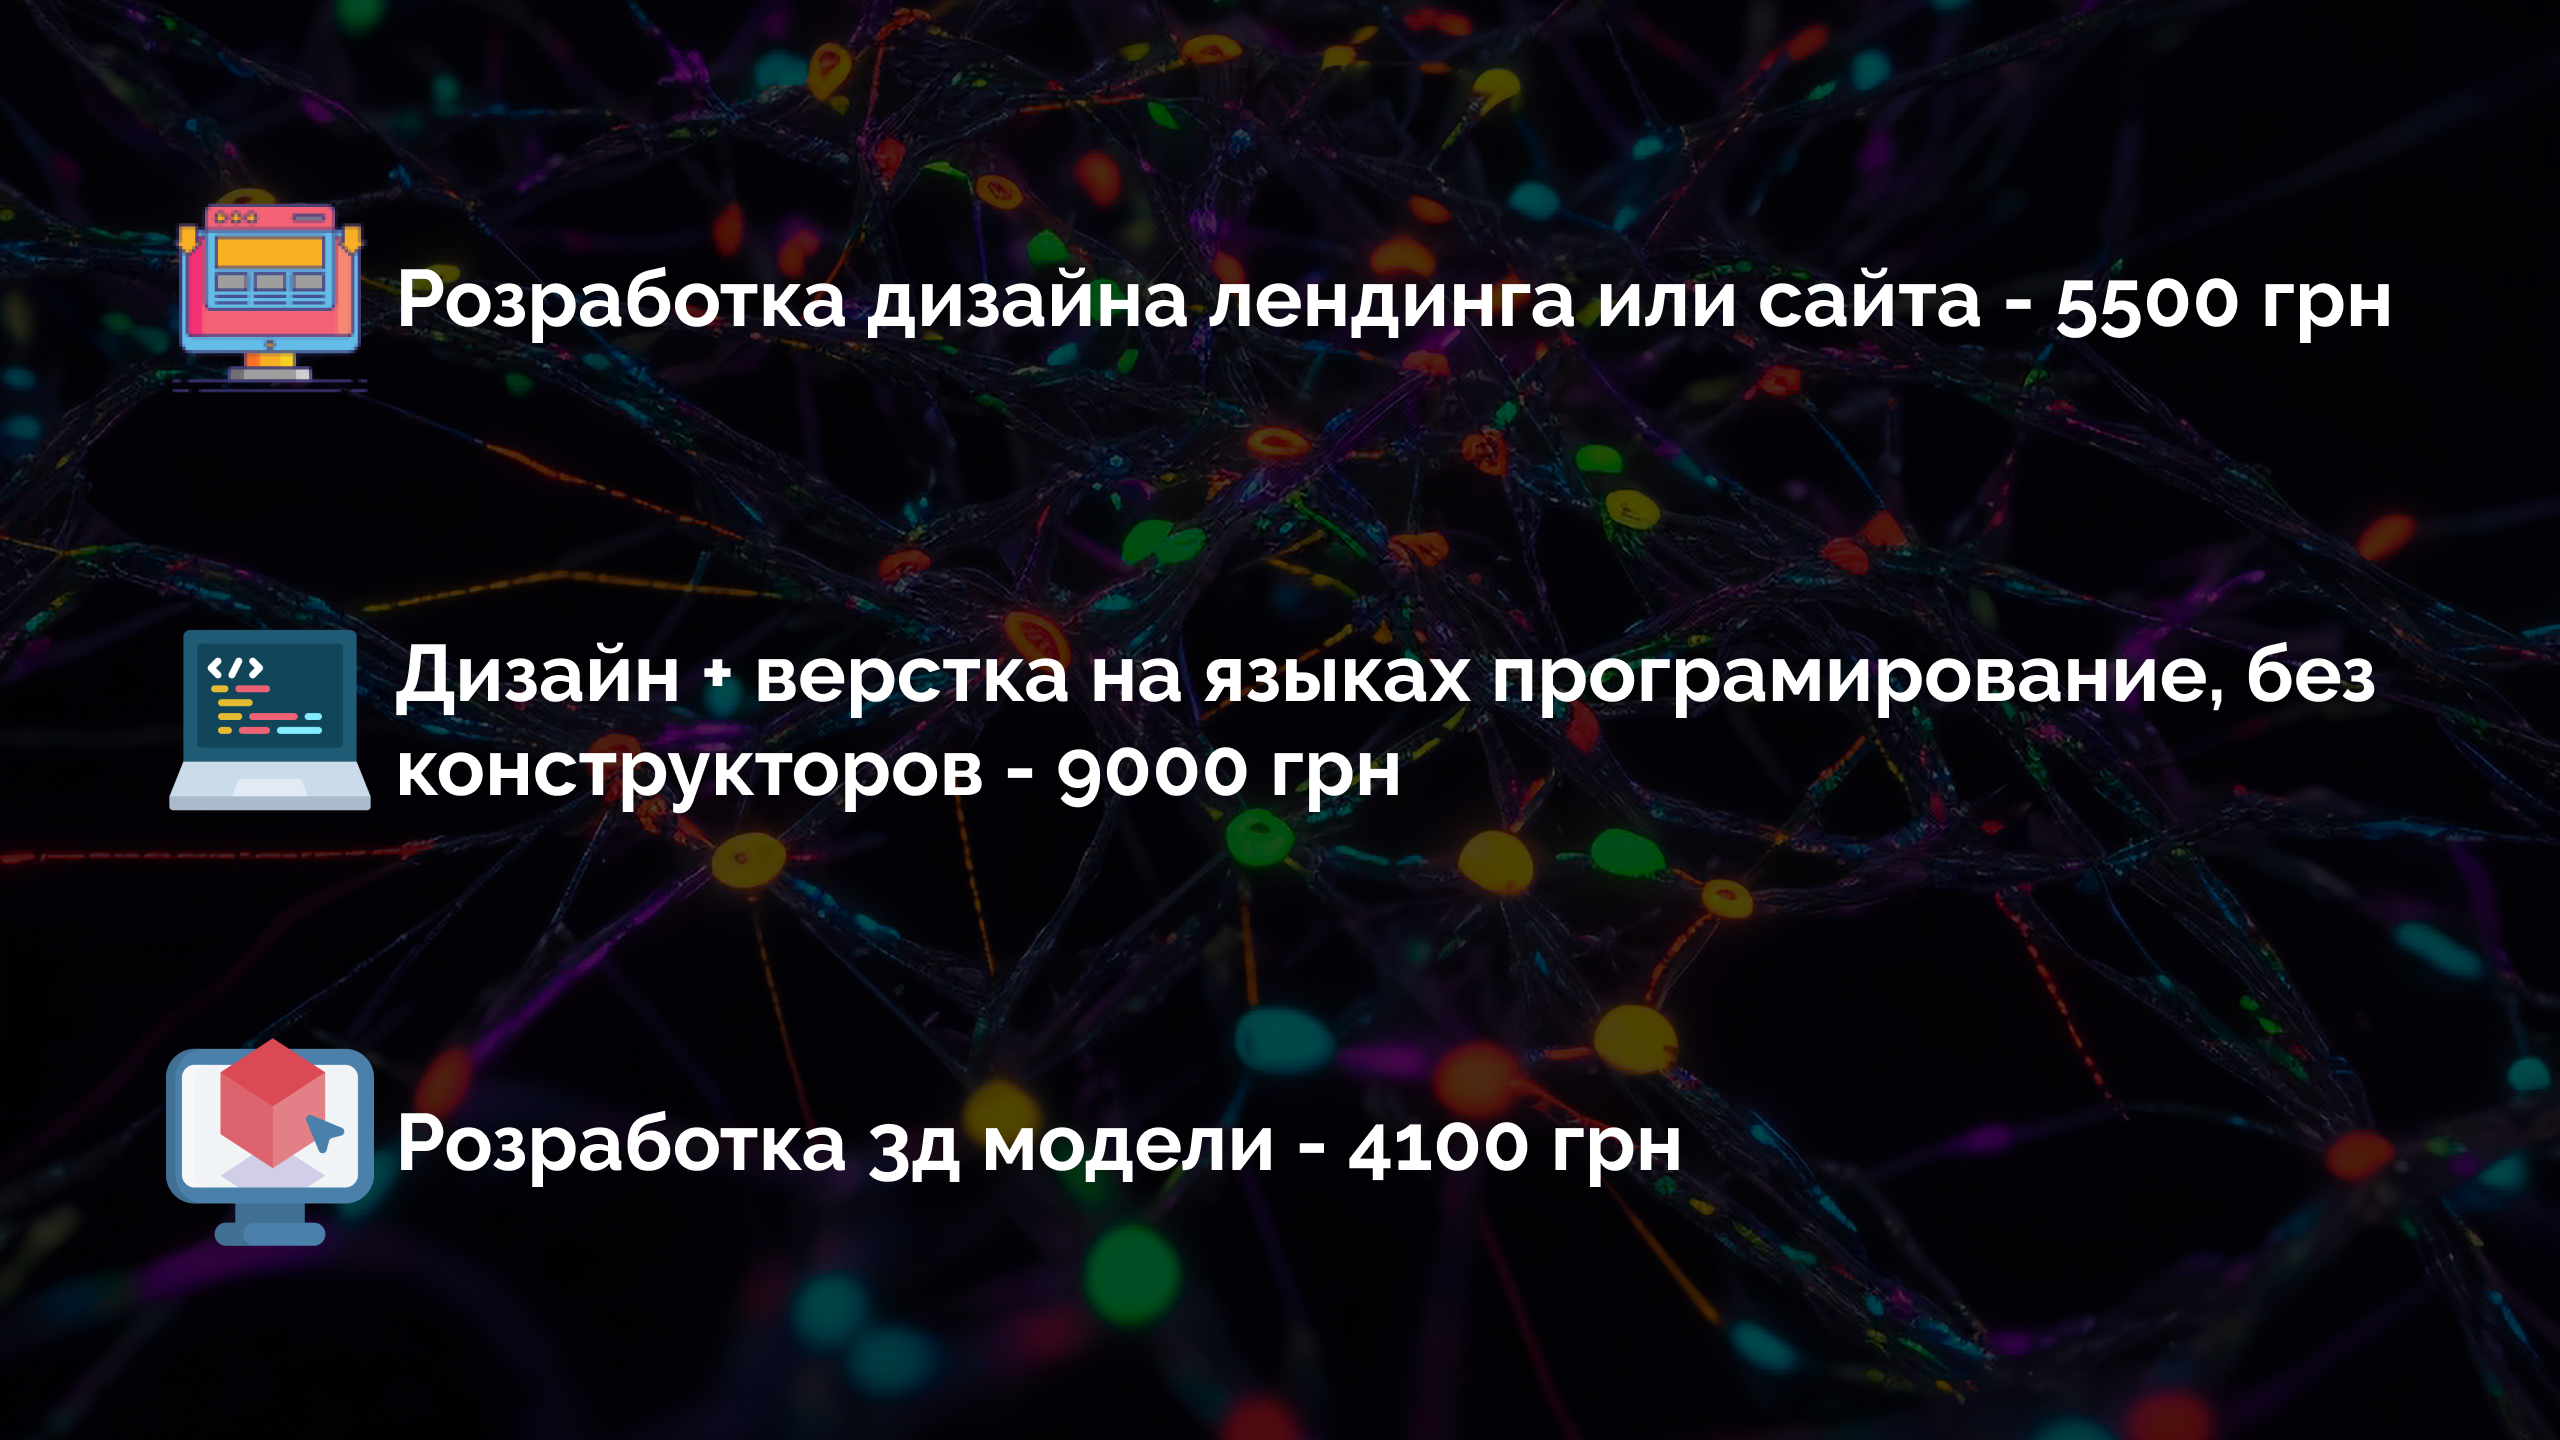 Розработка дизайна лендинга или сайта - 5500 грн
Дизайн + верстка на языках програмирование, без
конструкторов - 9000 грн
Розработка 3д модели - 4100 грн